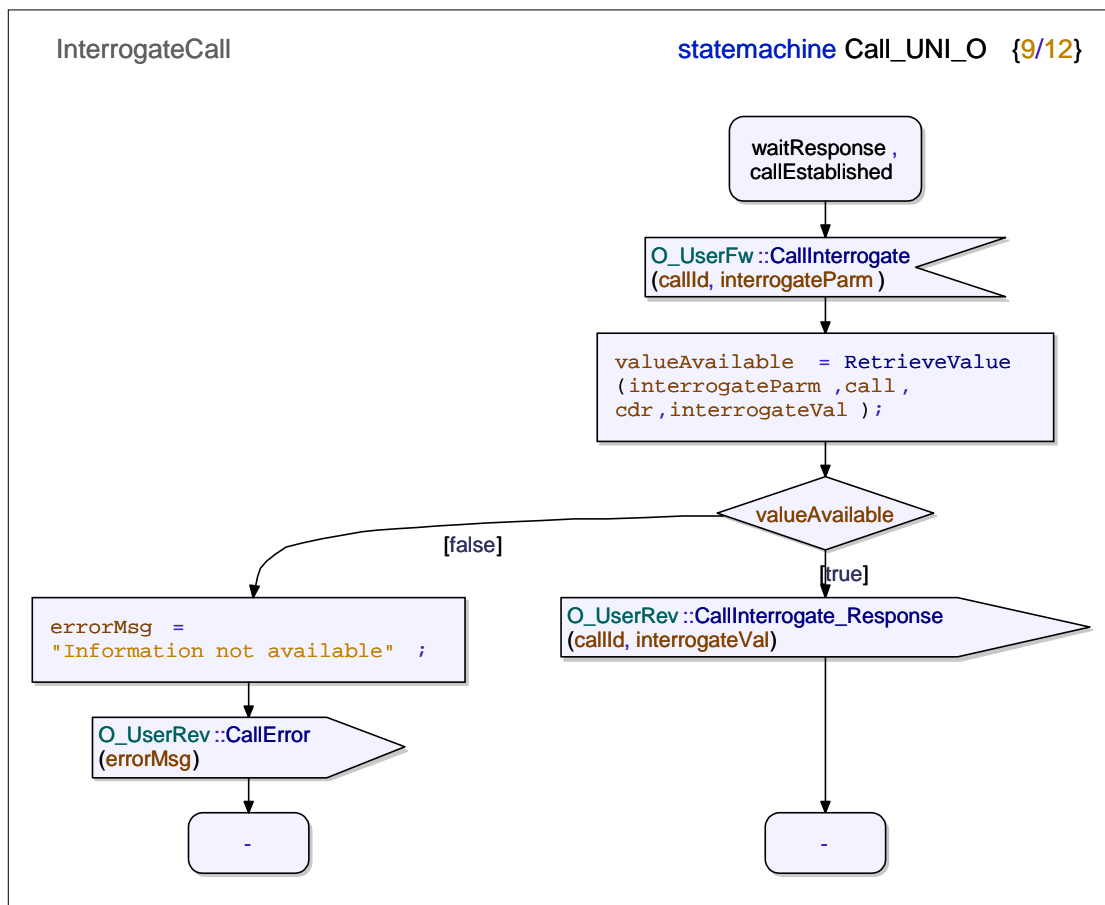 InterrogateCall
statemachine Call_UNI_O {9/12}
waitResponse ,
callEstablished
O_UserFw ::CallInterrogate
(callId, interrogateParm )
valueAvailable = RetrieveValue
(interrogateParm ,call ,
cdr ,interrogateVal );
valueAvailable
[false]
[true]
errorMsg =
"Information not available" ;
O_UserRev ::CallInterrogate_Response
(callId, interrogateVal)
O_UserRev ::CallError
(errorMsg)
-
-